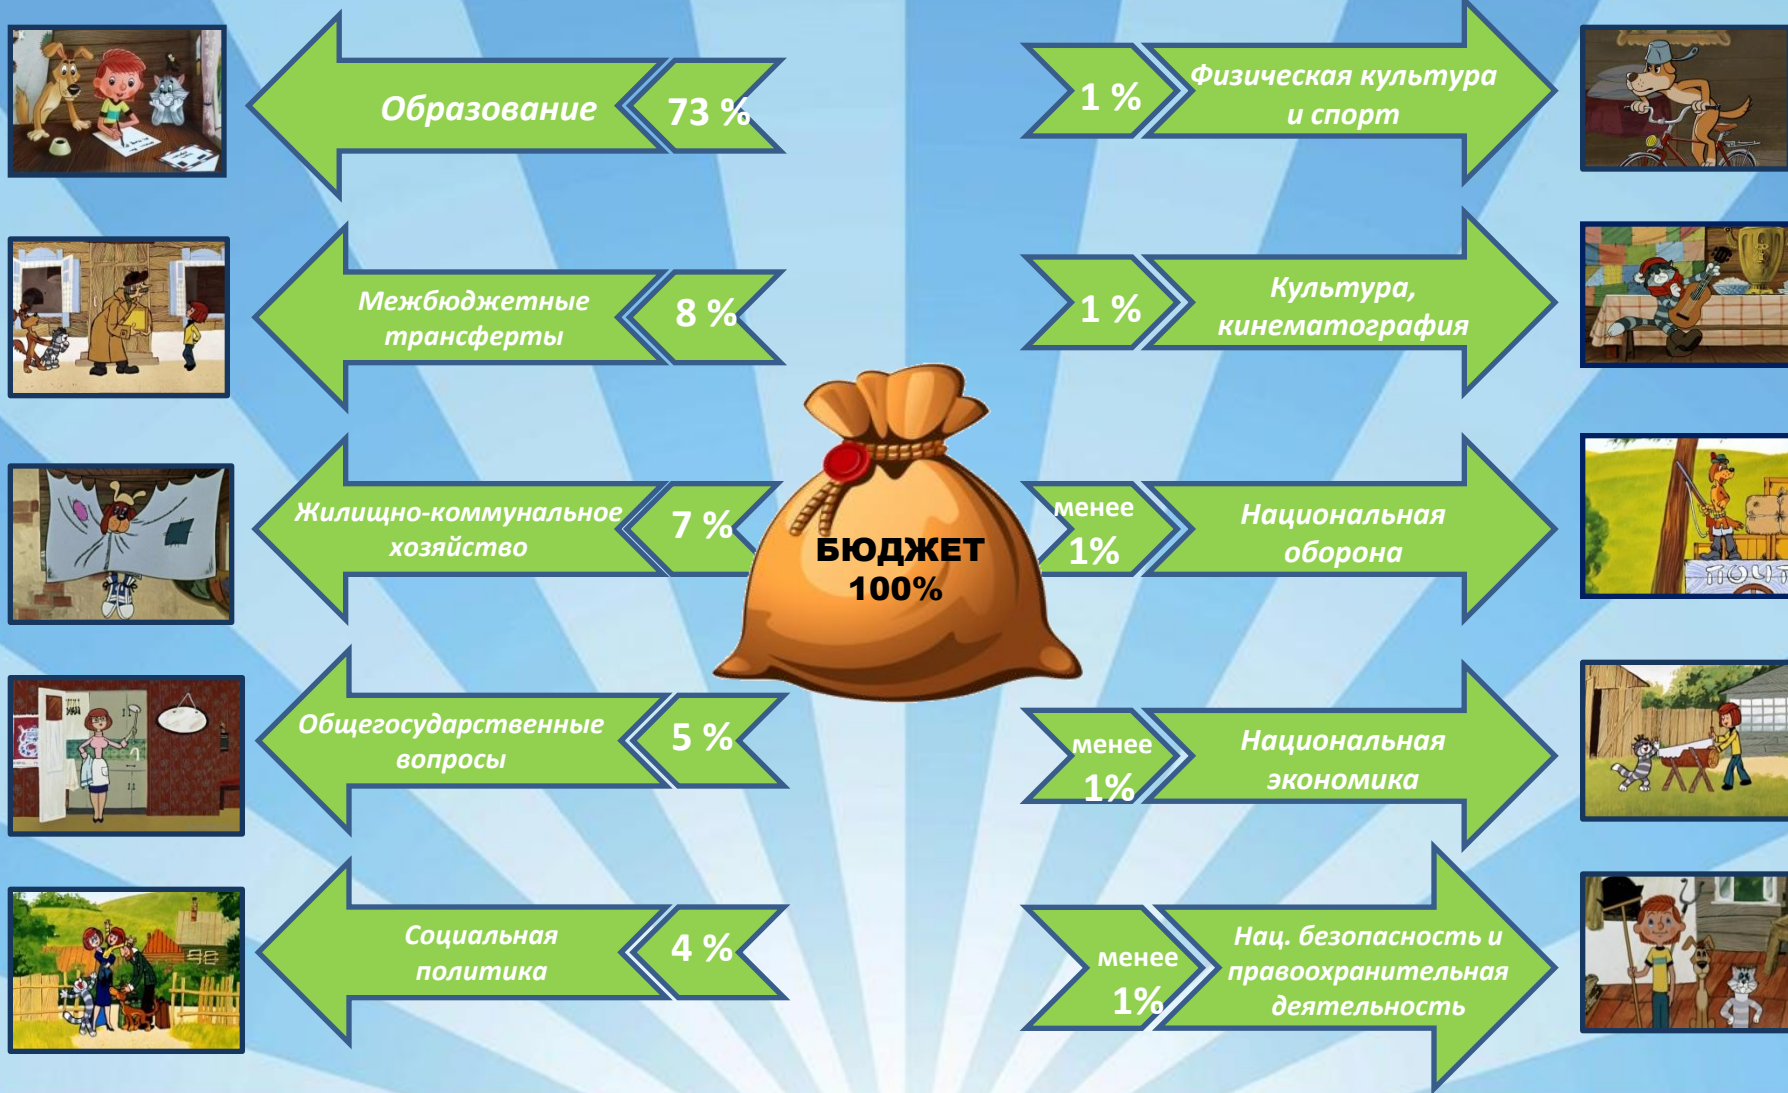 Образование
73 %
Межбюджетные
трансферты
8 %
Жилищно-коммунальное
хозяйство
7 %
Общегосударственные
вопросы
5 %
Социальная
политика
4 %
БЮДЖЕТ
100%
1 %
Физическая культура
и спорт
1 %
Культура,
кинематография
менее
1%
Национальная
оборона
ПОЧТ
менее
1%
Национальная
экономика
менее
1%
Нац. безопасность и
правоохранительная
деятельность